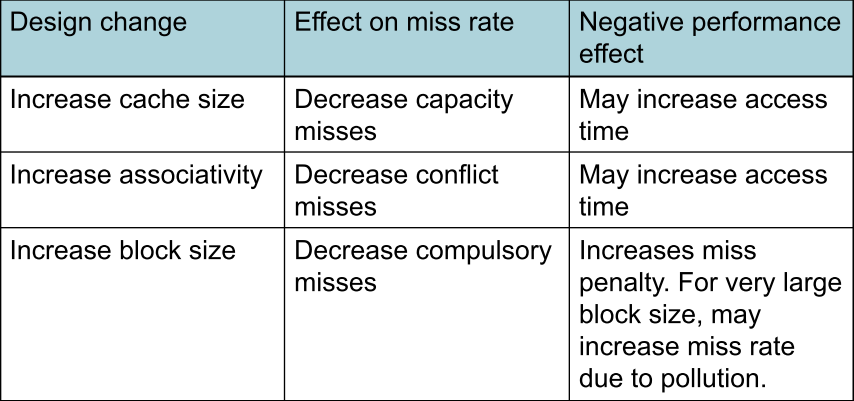 Design change
Effect on miss rate
Negative performance
effect
Increase cache size
Decrease capacity
misses
May increase access
time
Increase associativity
Decrease conflict
misses
May increase access
time
Increase block size
Decrease compulsory
misses
Increases miss
penalty. For very large
block size, may
increase miss rate
due to pollution.